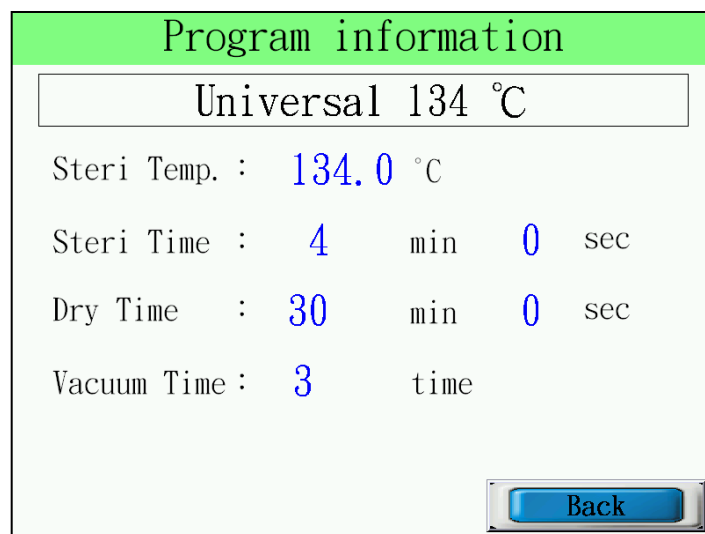 Program information
Universal 134 ℃
Steri Temp. : 134.0 °C
Steri Time : 4 min 0 sec
Dry Time : 30 min 0 sec
Vacuum Time : 3 time
Back